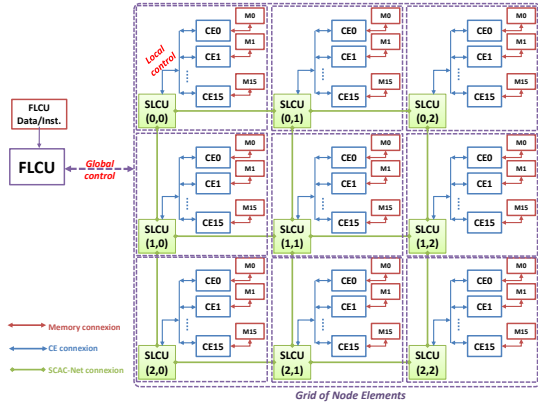 M0
CE0
M1
CE1
M15
CE15
Local
control
SLCU
(0,0)
M0
CE0
M1
CE1
M15
CE15
SLCU
(0,1)
M0
CE0
M1
CE1
M15
CE15
SLCU
(0,2)
FLCU
Data/Inst.
FLCU
Global
control
M0
CE0
M1
CE1
M15
CE15
SLCU
(1,0)
M0
CE0
M1
CE1
M15
CE15
SLCU
(1,1)
M0
CE0
M1
CE1
M15
CE15
SLCU
(1,2)
M0
CE0
M1
CE1
M15
CE15
SLCU
(2,0)
M0
CE0
M1
CE1
M15
CE15
SLCU
(2,1)
M0
CE0
M1
CE1
M15
CE15
SLCU
(2,2)
Memory connexion
CE connexion
SCAC-Net connexion
Grid of Node Elements